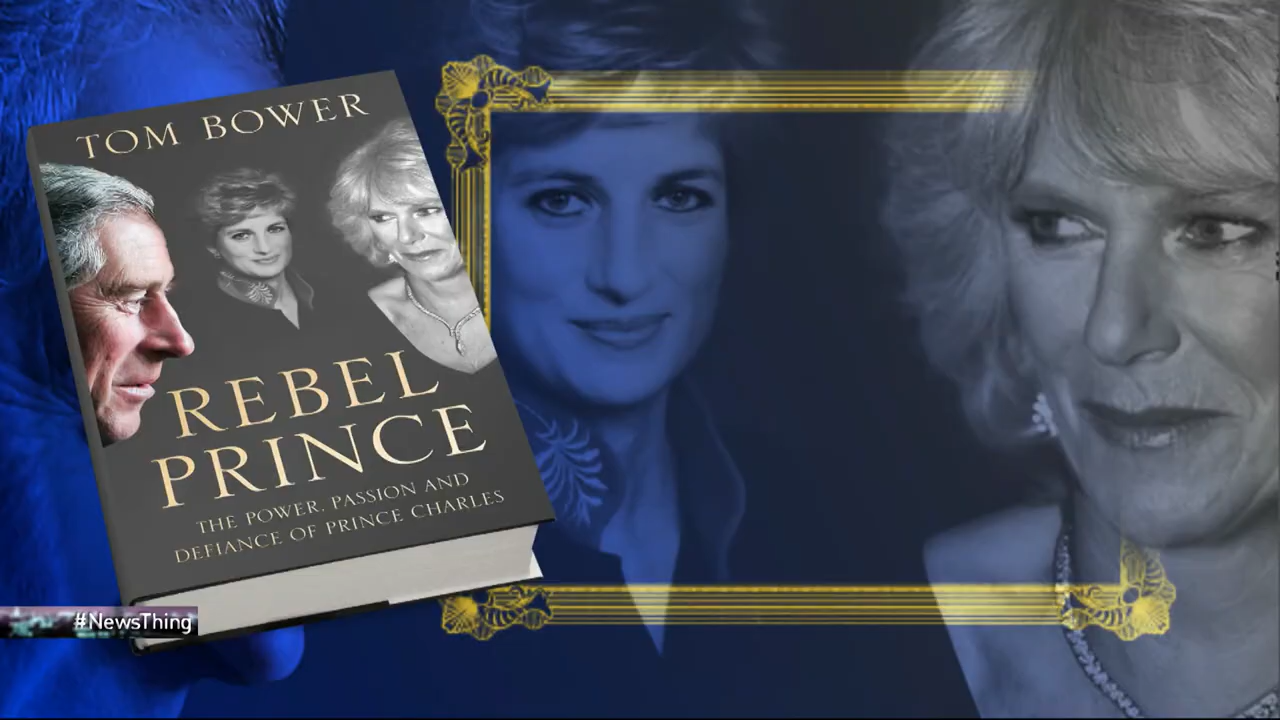 TOM BOWER
REBEL
PRINCE
THE POWER, PASSION AND
DEFIANCE OF PRINCE CHARLES
#NewsThing